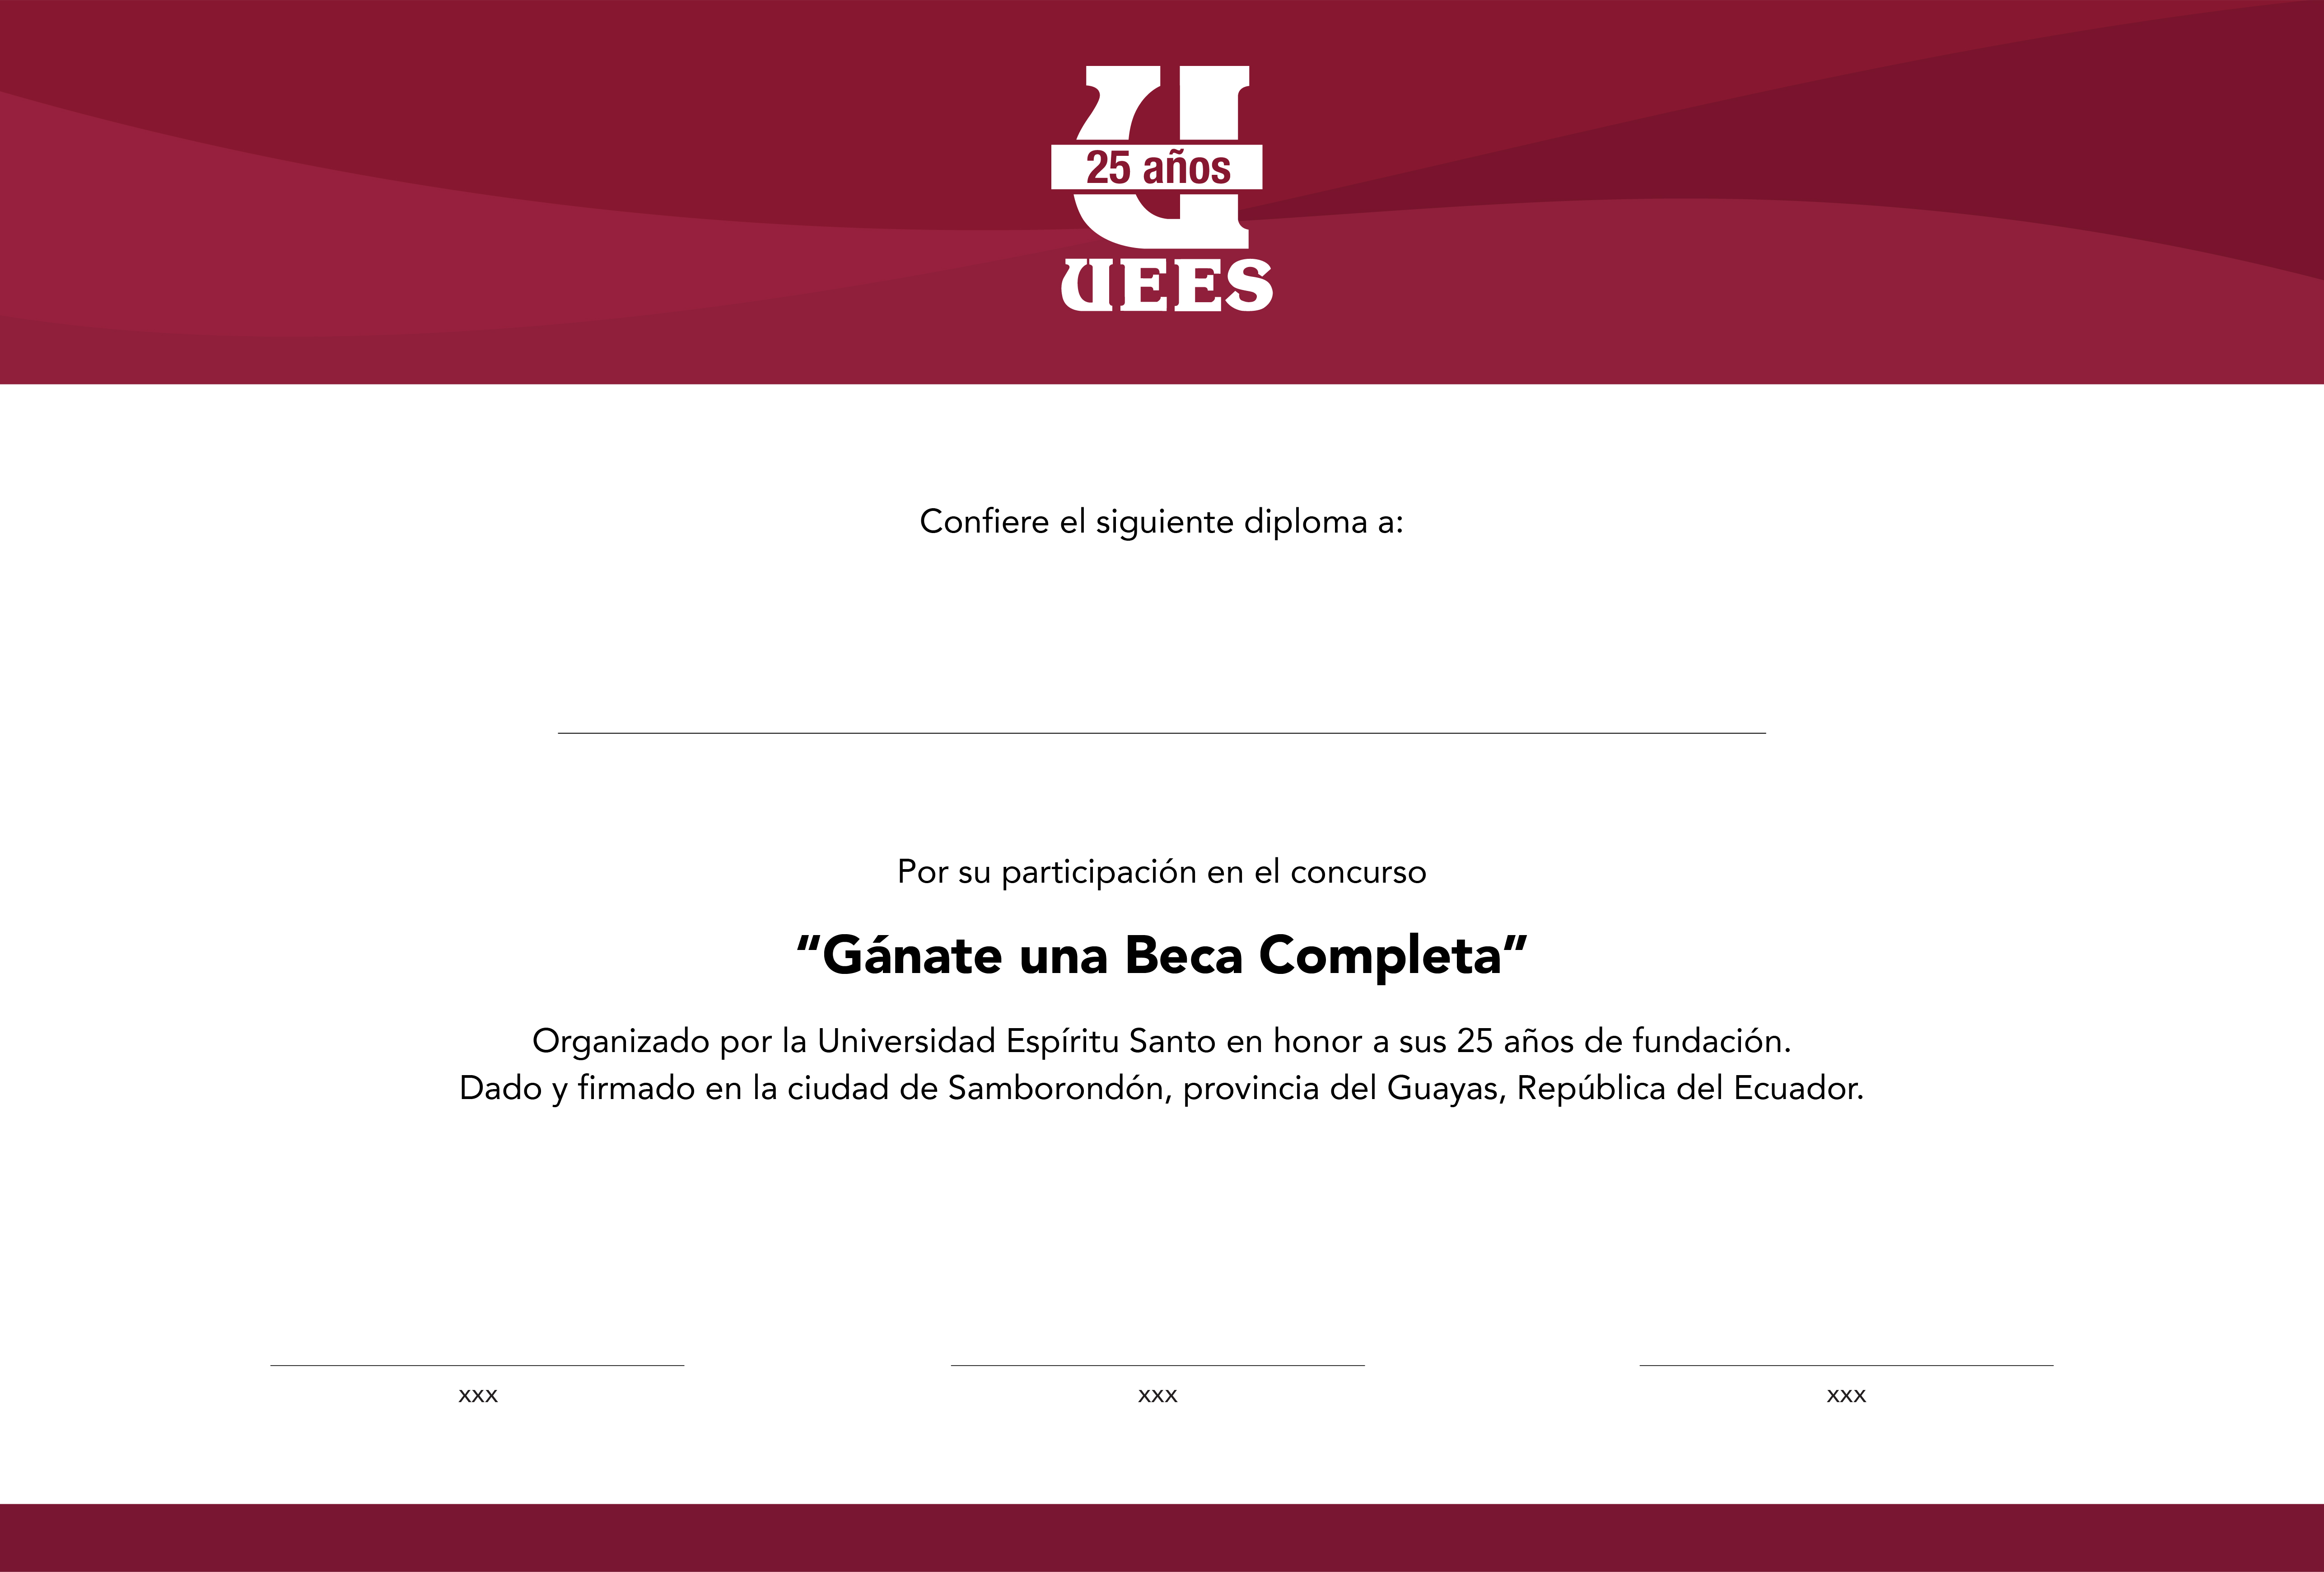 25 años
UEES
Confiere el siguiente diploma a:
Por su participación en el concurso
“Gánate una Beca Completa“
Organizado por la Universidad Espíritu Santo en honor a sus 25 años de fundación.
Dado y firmado en la ciudad de Samborondón, provincia del Guayas, República del Ecuador.
xxx xxx xxx